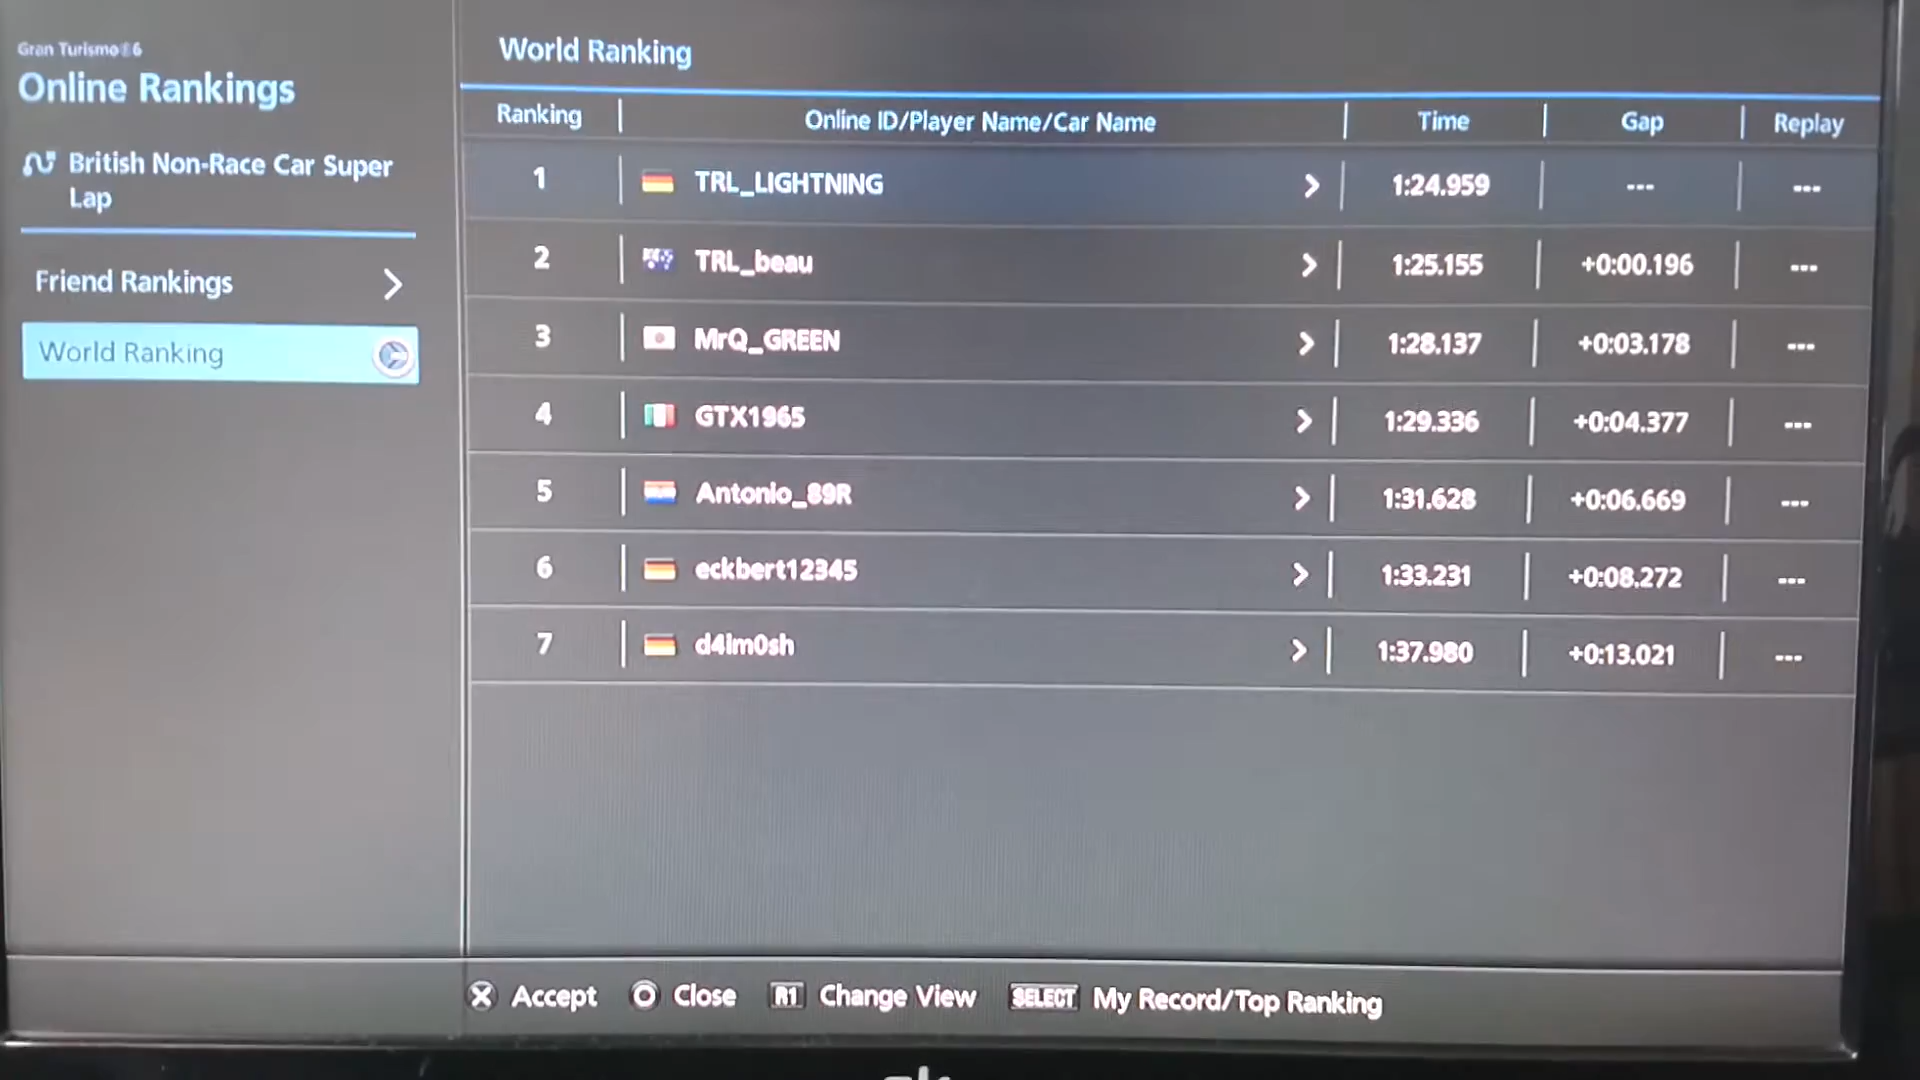 Gran Turismo®6
Online Rankings
British Non-Race Car Super
Lap
Friend Rankings
World Ranking
World Ranking
Ranking Online ID/Player Name/Car Name Time Gap Replay
1 TRL_LIGHTNING 1:24.959 --- ---
2 TRL_beau 1:25.155 +0:00.196 ---
3 MrQ_GREEN 1:28.137 +0:03.178 ---
4 GTX1965 1:29.336 +0:04.377 ---
5 Antonio_89R 1:31.628 +0:06.669 ---
6 eckbert12345 1:33.231 +0:08.272 ---
7 d4im0sh 1:37.980 +0:13.021 ---
Accept Close R1 Change View SELECT My Record/Top Ranking